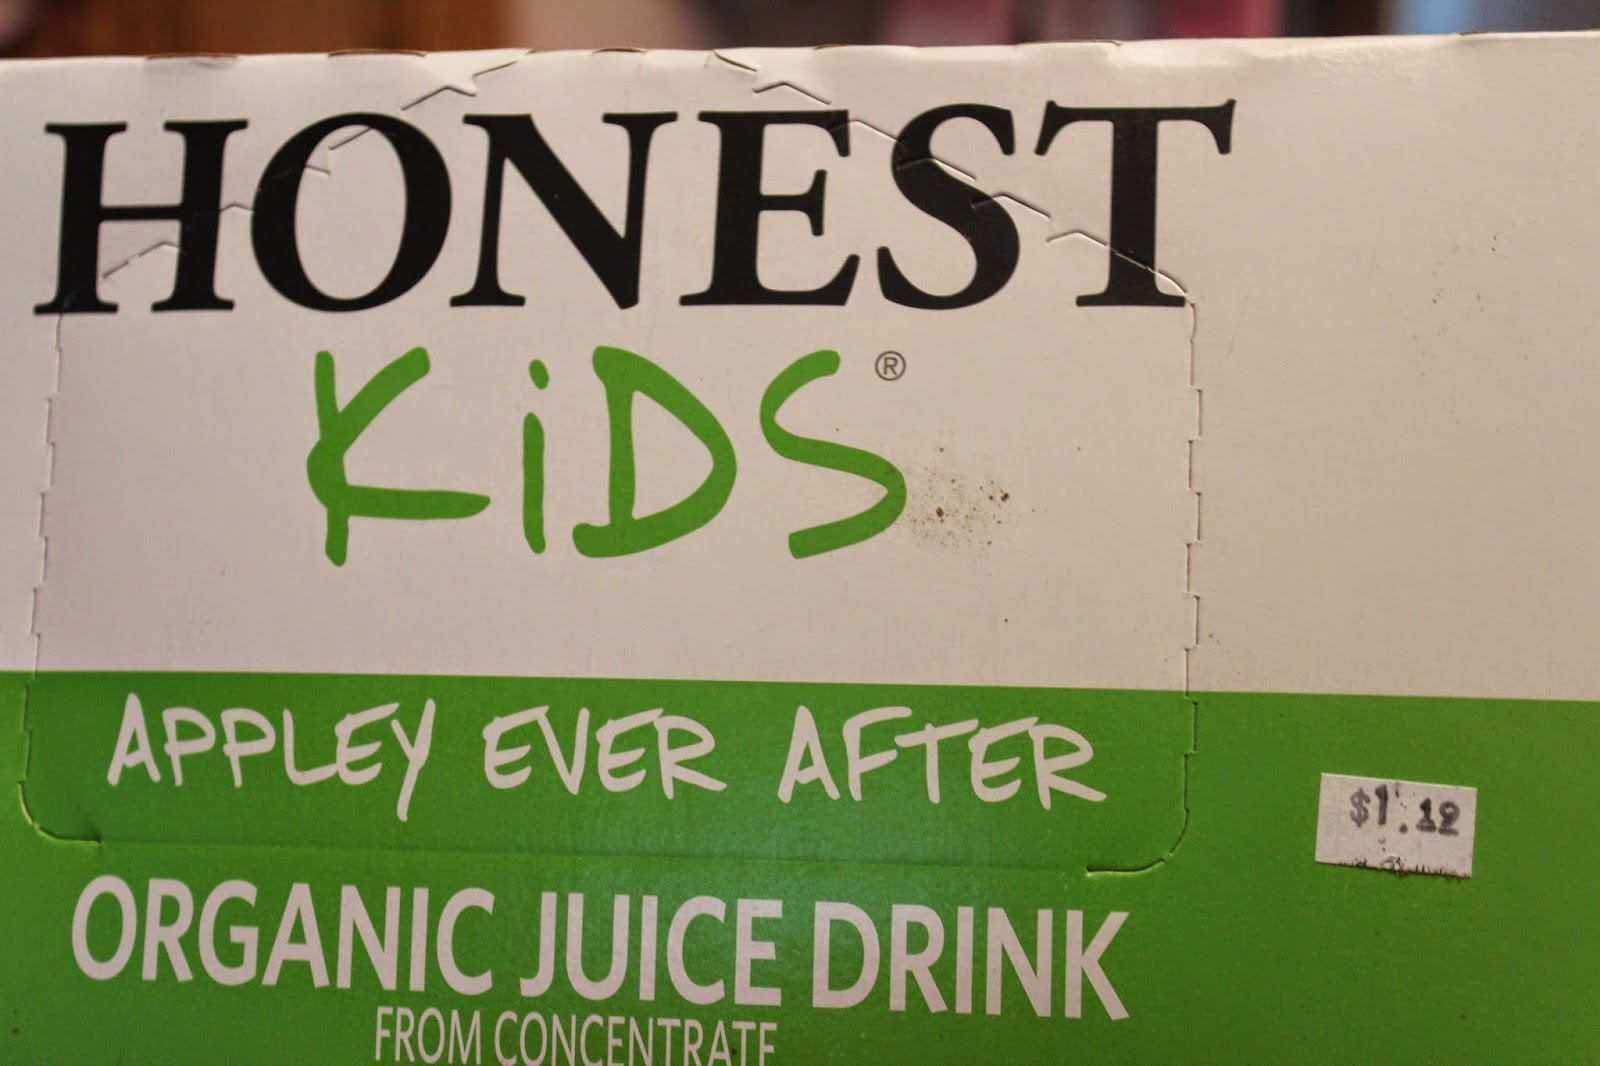 HONEST
KiDS®
APPLEY EVER AFTER
$1.12
ORGANIC JUICE DRINK
FROM CONCENTRATE